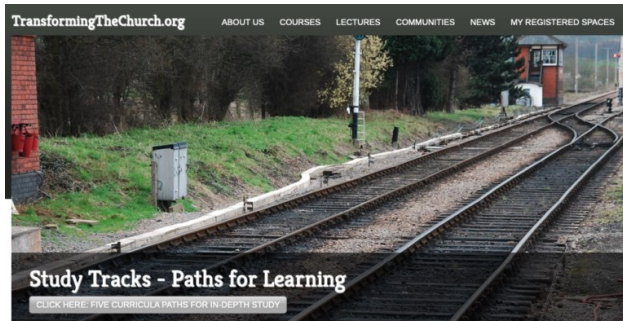 TransformingTheChurch.org
ABOUT US COURSES LECTURES COMMUNITIES NEWS MY REGISTERED SPACES
Study Tracks - Paths for Learning
CLICK HERE: FIVE CURRICULA PATHS FOR IN-DEPTH STUDY